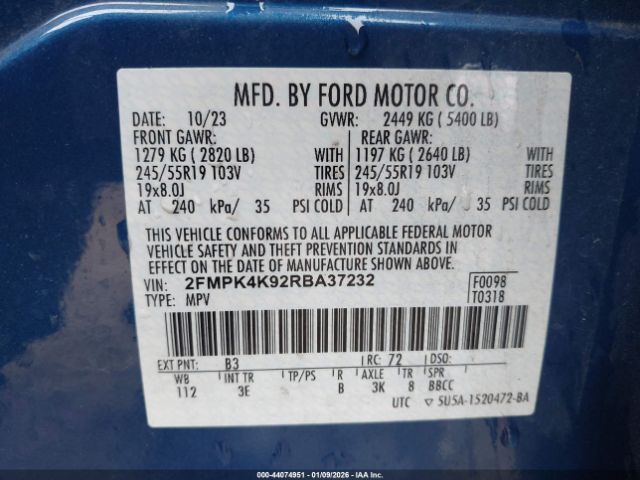 MFD. BY FORD MOTOR CO.
DATE: 10/23 GVWR: 2449 KG ( 5400 LB)
FRONT GAWR: REAR GAWR:
1279 KG ( 2820 LB) WITH 1197 KG ( 2640 LB) WITH
245/55R19 103V TIRES 245/55R19 103V TIRES
19x8.0J RIMS 19x8.0J RIMS
AT 240 kPa/ 35 PSI COLD AT 240 kPa/ 35 PSI COLD
THIS VEHICLE CONFORMS TO ALL APPLICABLE FEDERAL MOTOR
VEHICLE SAFETY AND THEFT PREVENTION STANDARDS IN
EFFECT ON THE DATE OF MANUFACTURE SHOWN ABOVE.
VIN: 2FMPK4K92RBA37232 F0098
TYPE: MPV T0318
EXT PNT: B3 RC: 72 DSO:
WB INT TR TP/PS R AXLE TR SPR
112 3E B 3K 8 BBCC
UTC ▽ 5U5A-1520472-BA
000-44074951 - 01/09/2026 - IAAI.COM